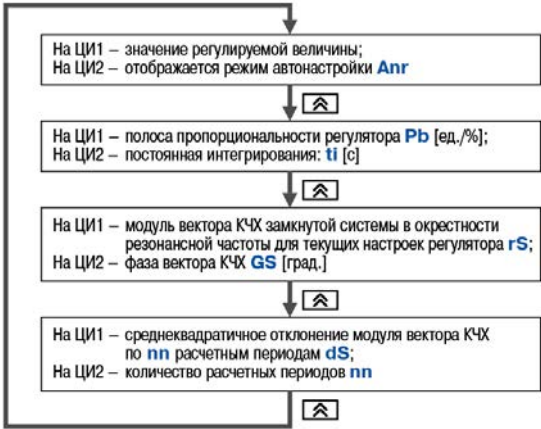 На ЦИ1 – значение регулируемой величины;
На ЦИ2 – отображается режим автонастройки Anr
На ЦИ1 – полоса пропорциональности регулятора Pb [ед./%];
На ЦИ2 – постоянная интегрирования: ti [с]
На ЦИ1 – модуль вектора КЧХ замкнутой системы в окрестности
резонансной частоты для текущих настроек регулятора rS;
На ЦИ2 – фаза вектора КЧХ GS [град.]
На ЦИ1 – среднеквадратичное отклонение модуля вектора КЧХ
по nn расчетным периодам dS;
На ЦИ2 – количество расчетных периодов nn